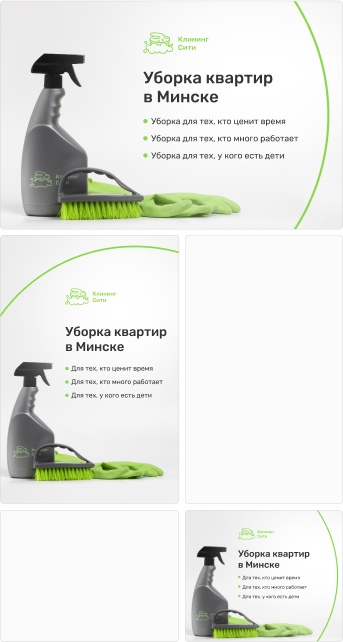 Клининг
Сити
Уборка квартир
в Минске
Уборка для тех, кто ценит время
Уборка для тех, кто много работает
Уборка для тех, у кого есть дети
Клининг
Сити
Клининг
Сити
Уборка квартир
в Минске
Для тех, кто ценит время
Для тех, кто много работает
Для тех, у кого есть дети
Клининг
Сити
Уборка квартир
в Минске
Для тех, кто ценит время
Для тех, кто много работает
Для тех, у кого есть дети